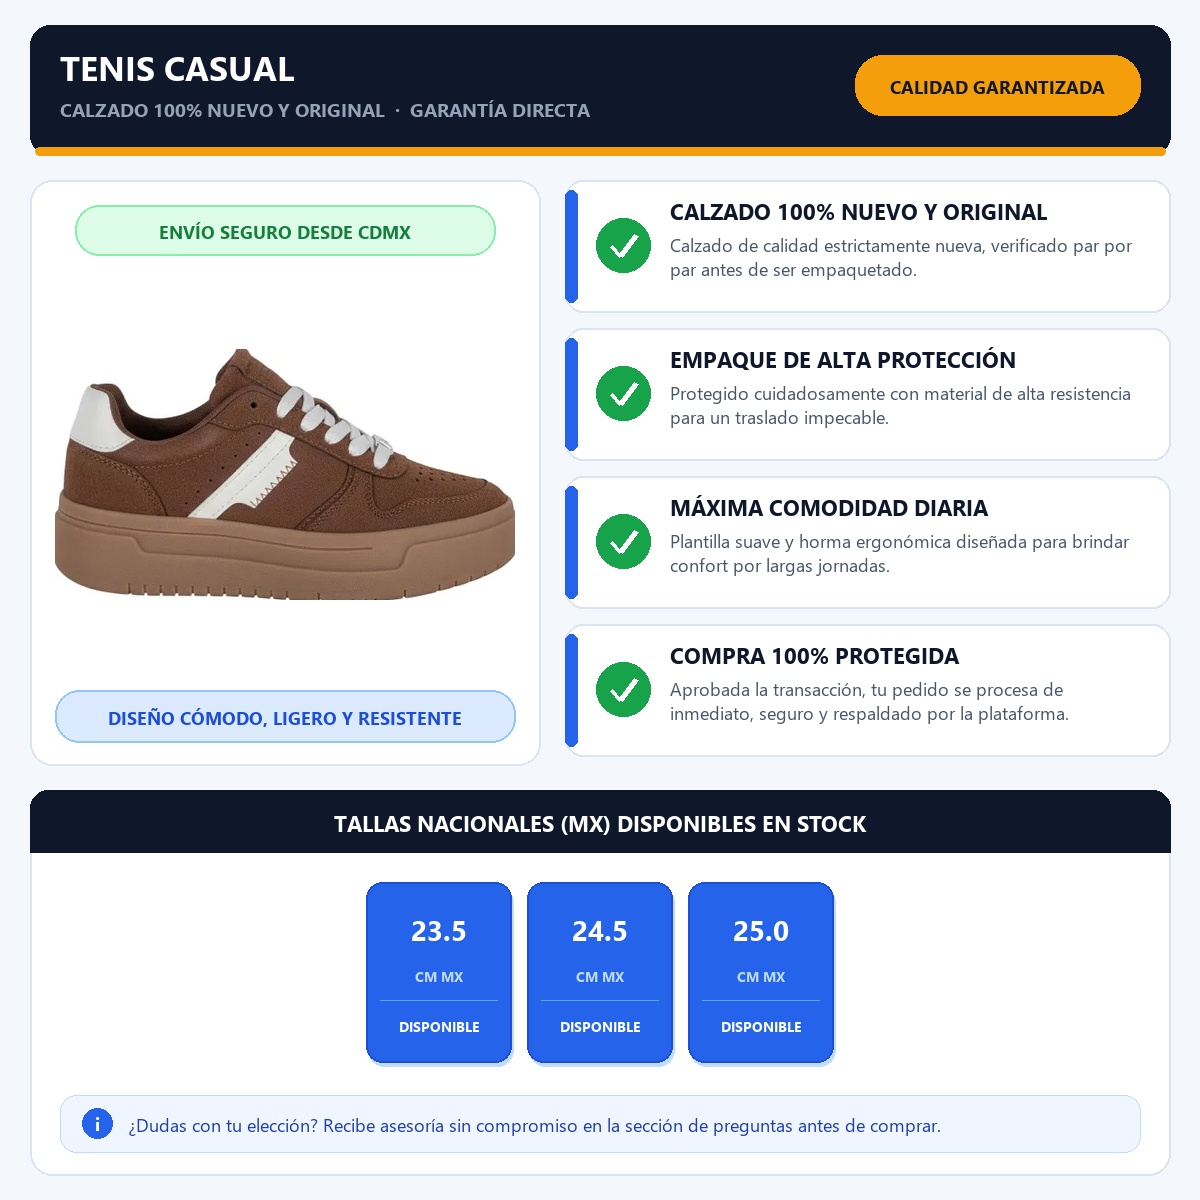 TENIS CASUAL
CALZADO 100% NUEVO Y ORIGINAL · GARANTÍA DIRECTA
CALIDAD GARANTIZADA
ENVÍO SEGURO DESDE CDMX
DISEÑO CÓMODO, LIGERO Y RESISTENTE
CALZADO 100% NUEVO Y ORIGINAL
Calzado de calidad estrictamente nueva, verificado par por
par antes de ser empaquetado.
EMPAQUE DE ALTA PROTECCIÓN
Protegido cuidadosamente con material de alta resistencia
para un traslado impecable.
MÁXIMA COMODIDAD DIARIA
Plantilla suave y horma ergonómica diseñada para brindar
confort por largas jornadas.
COMPRA 100% PROTEGIDA
Aprobada la transacción, tu pedido se procesa de
inmediato, seguro y respaldado por la plataforma.
TALLAS NACIONALES (MX) DISPONIBLES EN STOCK
23.5
CM MX
DISPONIBLE
24.5
CM MX
DISPONIBLE
25.0
CM MX
DISPONIBLE
¿Dudas con tu elección? Recibe asesoría sin compromiso en la sección de preguntas antes de comprar.